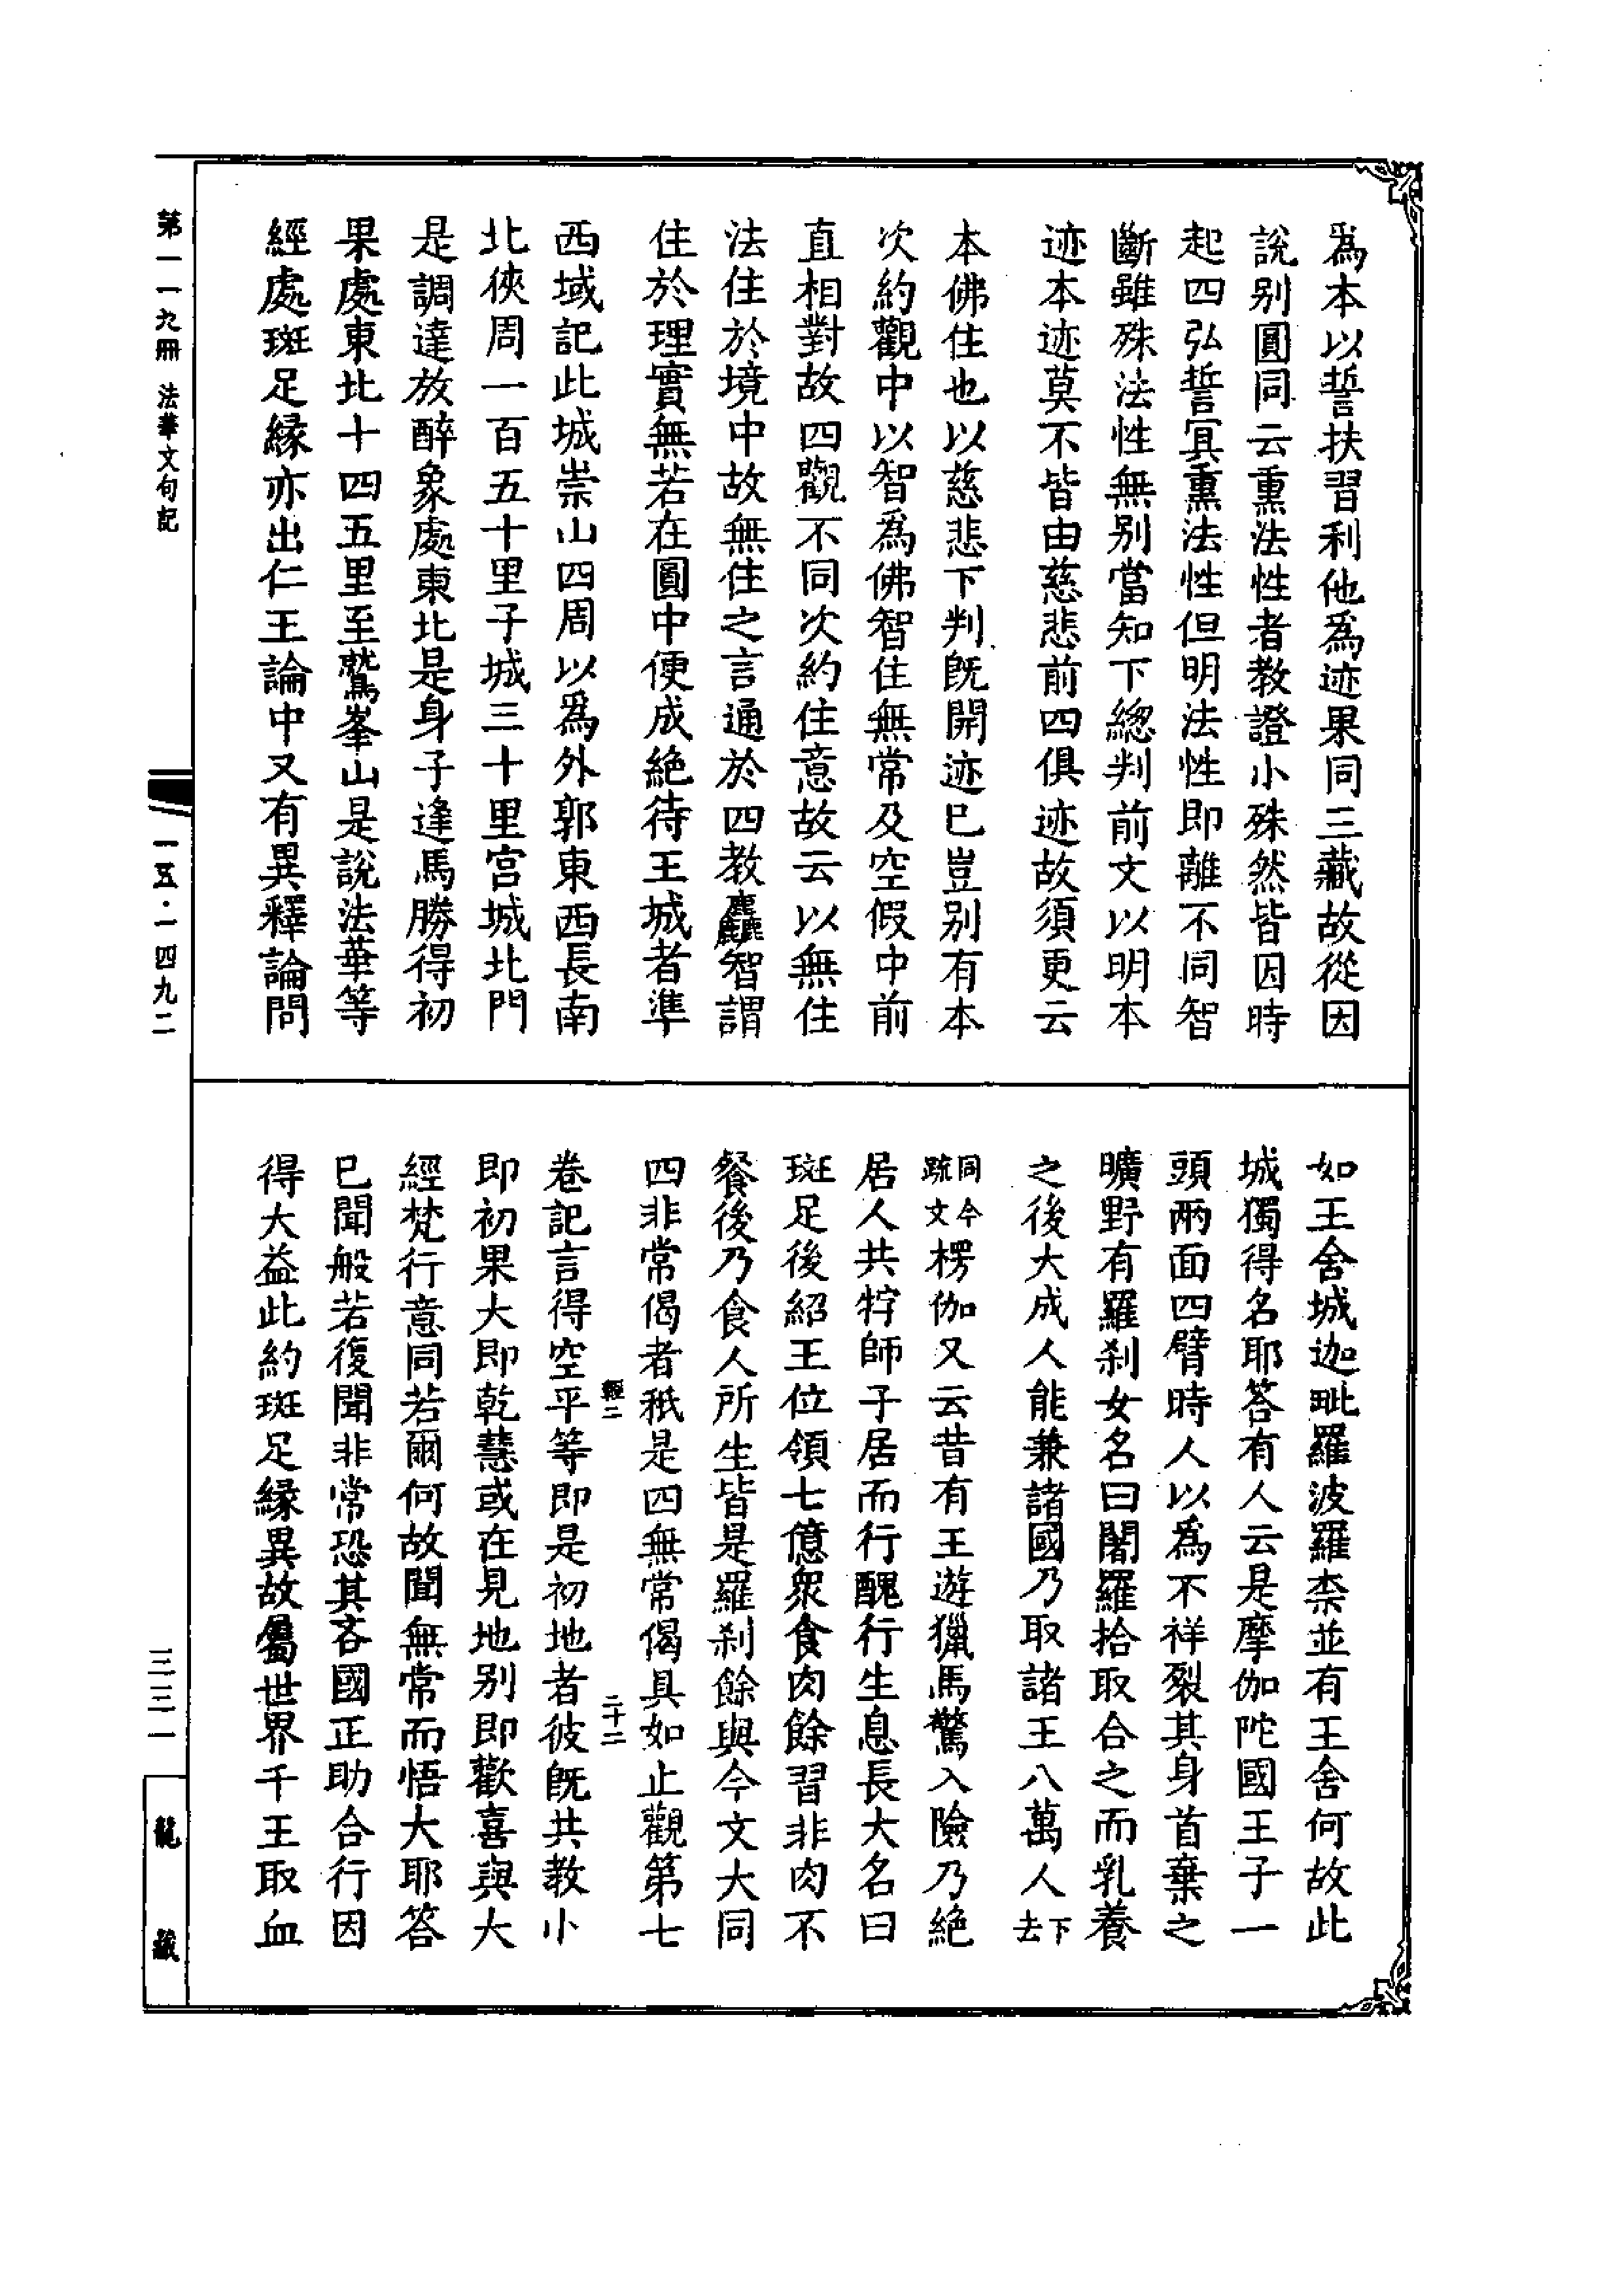 爲本以誓扶習利他爲迹果同三藏故從因
說别圓同云熏法性者教證小殊然皆因時
起四弘誓冥熏法性但明法性即離不同智
斷雖殊法性無别當知下總判前文以明本
迹本迹莫不皆由慈悲前四俱迹故須更云
本佛住也以慈悲下判既開迹已豈别有本
次約觀中以智爲佛智住無常及空假中前
直相對故四觀不同次約住意故云以無住
法住於境中故無住之言通於四教麤智謂
住於理實無若在圓中便成絶待王城者準
西域記此城崇山四周以爲外郭東西長南
北俠周一百五十里子城三十里宫城北門
是調達放醉象處東北是身子逢馬勝得初
果處東北十四五里至鷲峯山是說法華等
經處斑足緣亦出仁王論中又有異釋論問
如王舍城迦毗羅波羅柰並有王舍何故此
城獨得名耶答有人云是摩伽陀國王子一
頭兩面四臂時人以爲不祥裂其身首棄之
曠野有羅刹女名曰闍羅拾取合之而乳養
之後大成人能兼諸國乃取諸王八萬人下去
同今疏文楞伽又云昔有王遊獵馬驚入險乃絶
居人共牸師子居而行醜行生息長大名曰
斑足後紹王位領七億衆食肉餘習非肉不
餐後乃食人所生皆是羅刹餘與今文大同
四非常偈者秖是四無常偈具如止觀第七
經二 二十二
卷記言得空平等即是初地者彼既共教小
即初果大即乾慧或在見地别即歡喜與大
經梵行意同若爾何故聞無常而悟大耶答
已聞般若復聞非常恐其吝國正助合行因
得大益此約斑足緣異故屬世界千王取血
第一一九冊 法華文句記
一五·一四九二
三三一
龍藏